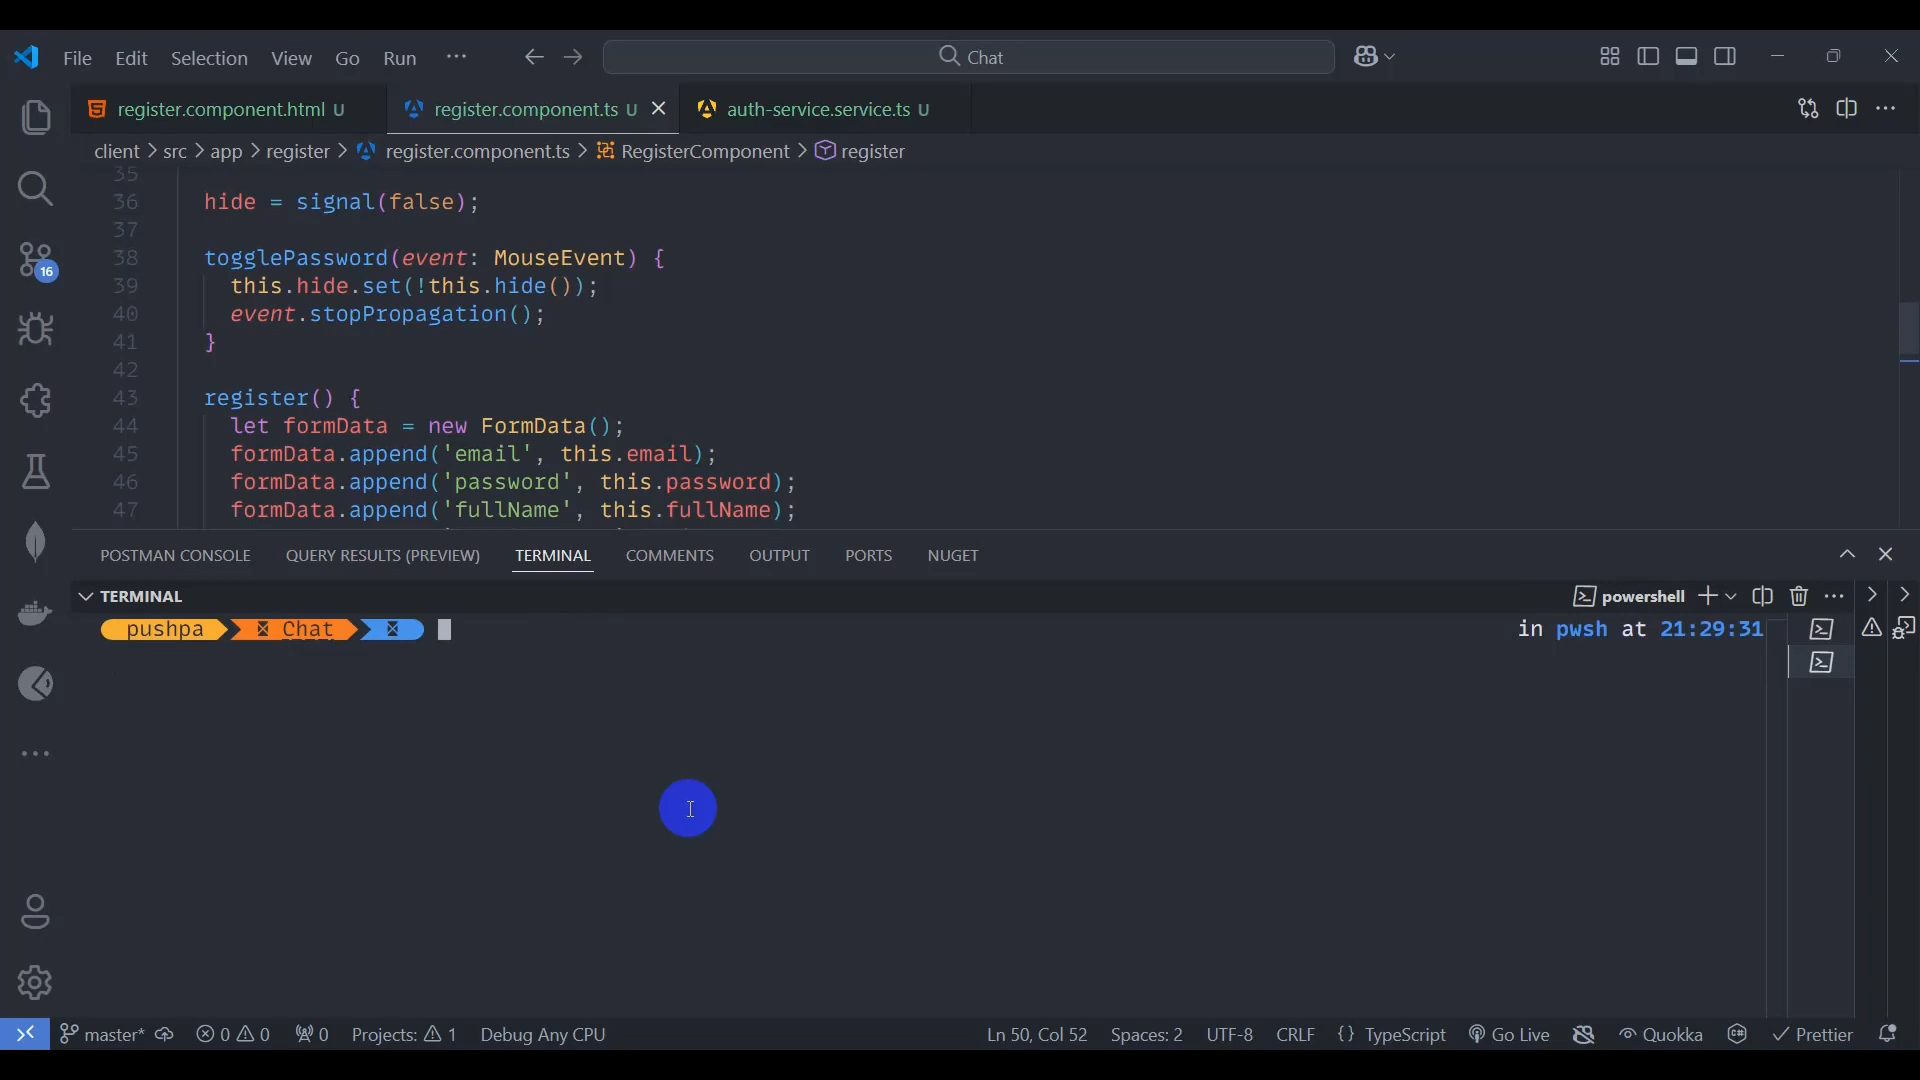 File Edit Selection View Go Run ··· Chat
register.component.html U register.component.ts U auth-service.service.ts U
client > src > app > register > register.component.ts > RegisterComponent > register
35
36 hide = signal(false);
37
38 togglePassword(event: MouseEvent) {
39 this.hide.set(!this.hide());
40 event.stopPropagation();
41 }
42
43 register() {
44 let formData = new FormData();
45 formData.append('email', this.email);
46 formData.append('password', this.password);
47 formData.append('fullName', this.fullName);
16
POSTMAN CONSOLE QUERY RESULTS (PREVIEW) TERMINAL COMMENTS OUTPUT PORTS NUGET
TERMINAL powershell
pushpa Chat in pwsh at 21:29:31
master* 0 0 0 Projects: 1 Debug Any CPU Ln 50, Col 52 Spaces: 2 UTF-8 CRLF {} TypeScript Go Live Quokka Prettier